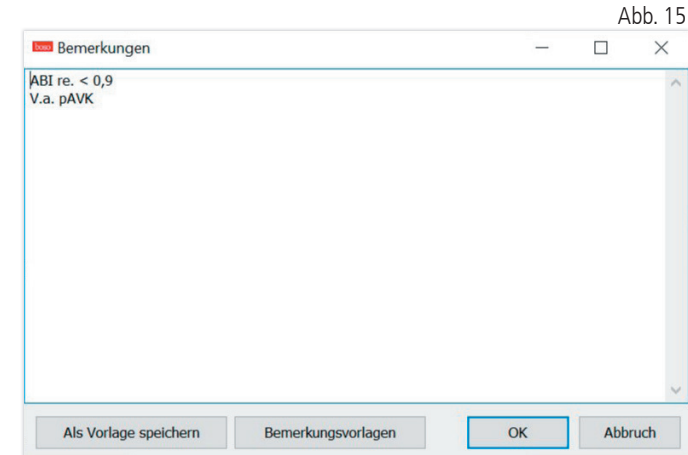 Abb. 15
boso Bemerkungen
ABI re. < 0,9
V.a. pAVK
Als Vorlage speichern
Bemerkungsvorlagen
OK
Abbruch